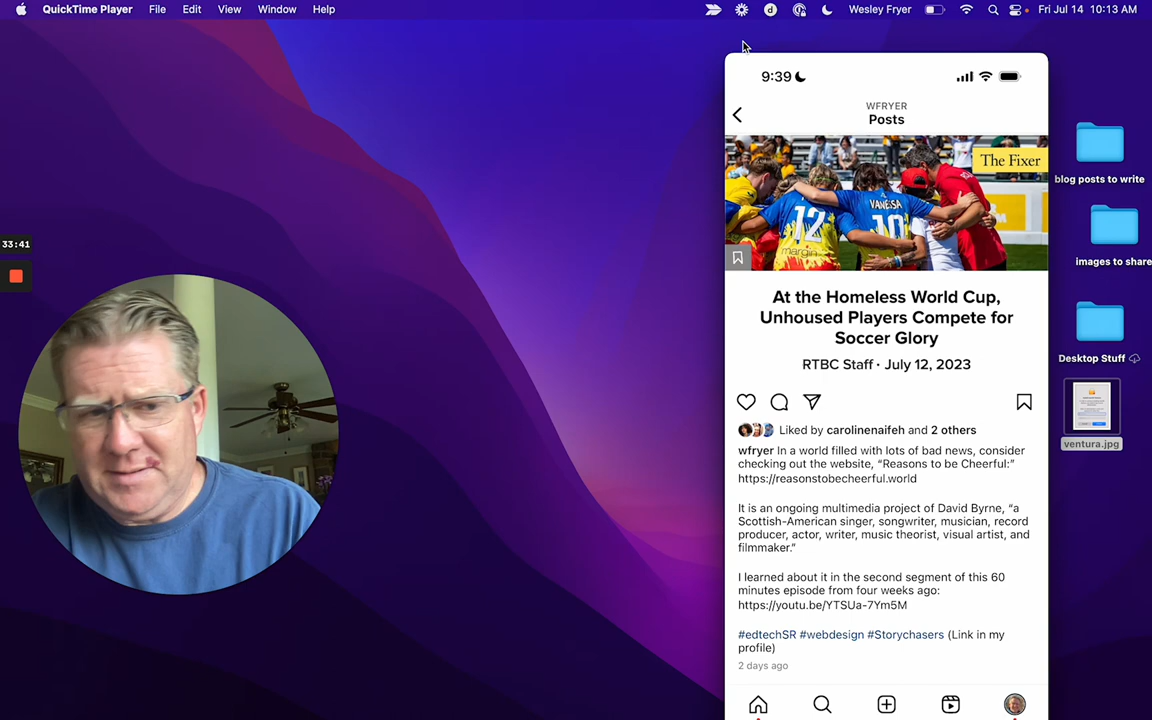 QuickTime Player File Edit View Window Help
d Wesley Fryer Fri Jul 14 10:13 AM
9:39
WFRYER
Posts
The Fixer
12
VANESSA
10
margin
At the Homeless World Cup,
Unhoused Players Compete for
Soccer Glory
RTBC Staff · July 12, 2023
Liked by carolinenaifeh and 2 others
wfryer In a world filled with lots of bad news, consider
checking out the website, “Reasons to be Cheerful:”
https://reasonstobecheerful.world
It is an ongoing multimedia project of David Byrne, “a
Scottish-American singer, songwriter, musician, record
producer, actor, writer, music theorist, visual artist, and
filmmaker.”
I learned about it in the second segment of this 60
minutes episode from four weeks ago:
https://youtu.be/YTSUa-7Ym5M
#edtechSR #webdesign #Storychasers (Link in my
profile)
2 days ago
blog posts to write
images to share
Desktop Stuff
ventura.jpg
33:41